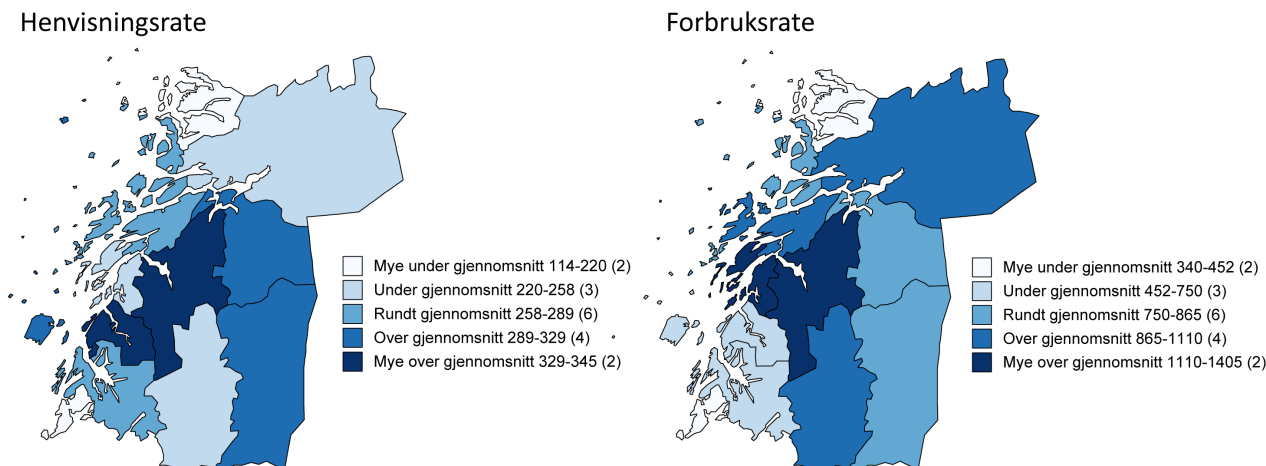 Henvisningsrate
Mye under gjennomsnitt 114-220 (2)
Under gjennomsnitt 220-258 (3)
Rundt gjennomsnitt 258-289 (6)
Over gjennomsnitt 289-329 (4)
Mye over gjennomsnitt 329-345 (2)
Forbruksrate
Mye under gjennomsnitt 340-452 (2)
Under gjennomsnitt 452-750 (3)
Rundt gjennomsnitt 750-865 (6)
Over gjennomsnitt 865-1110 (4)
Mye over gjennomsnitt 1110-1405 (2)